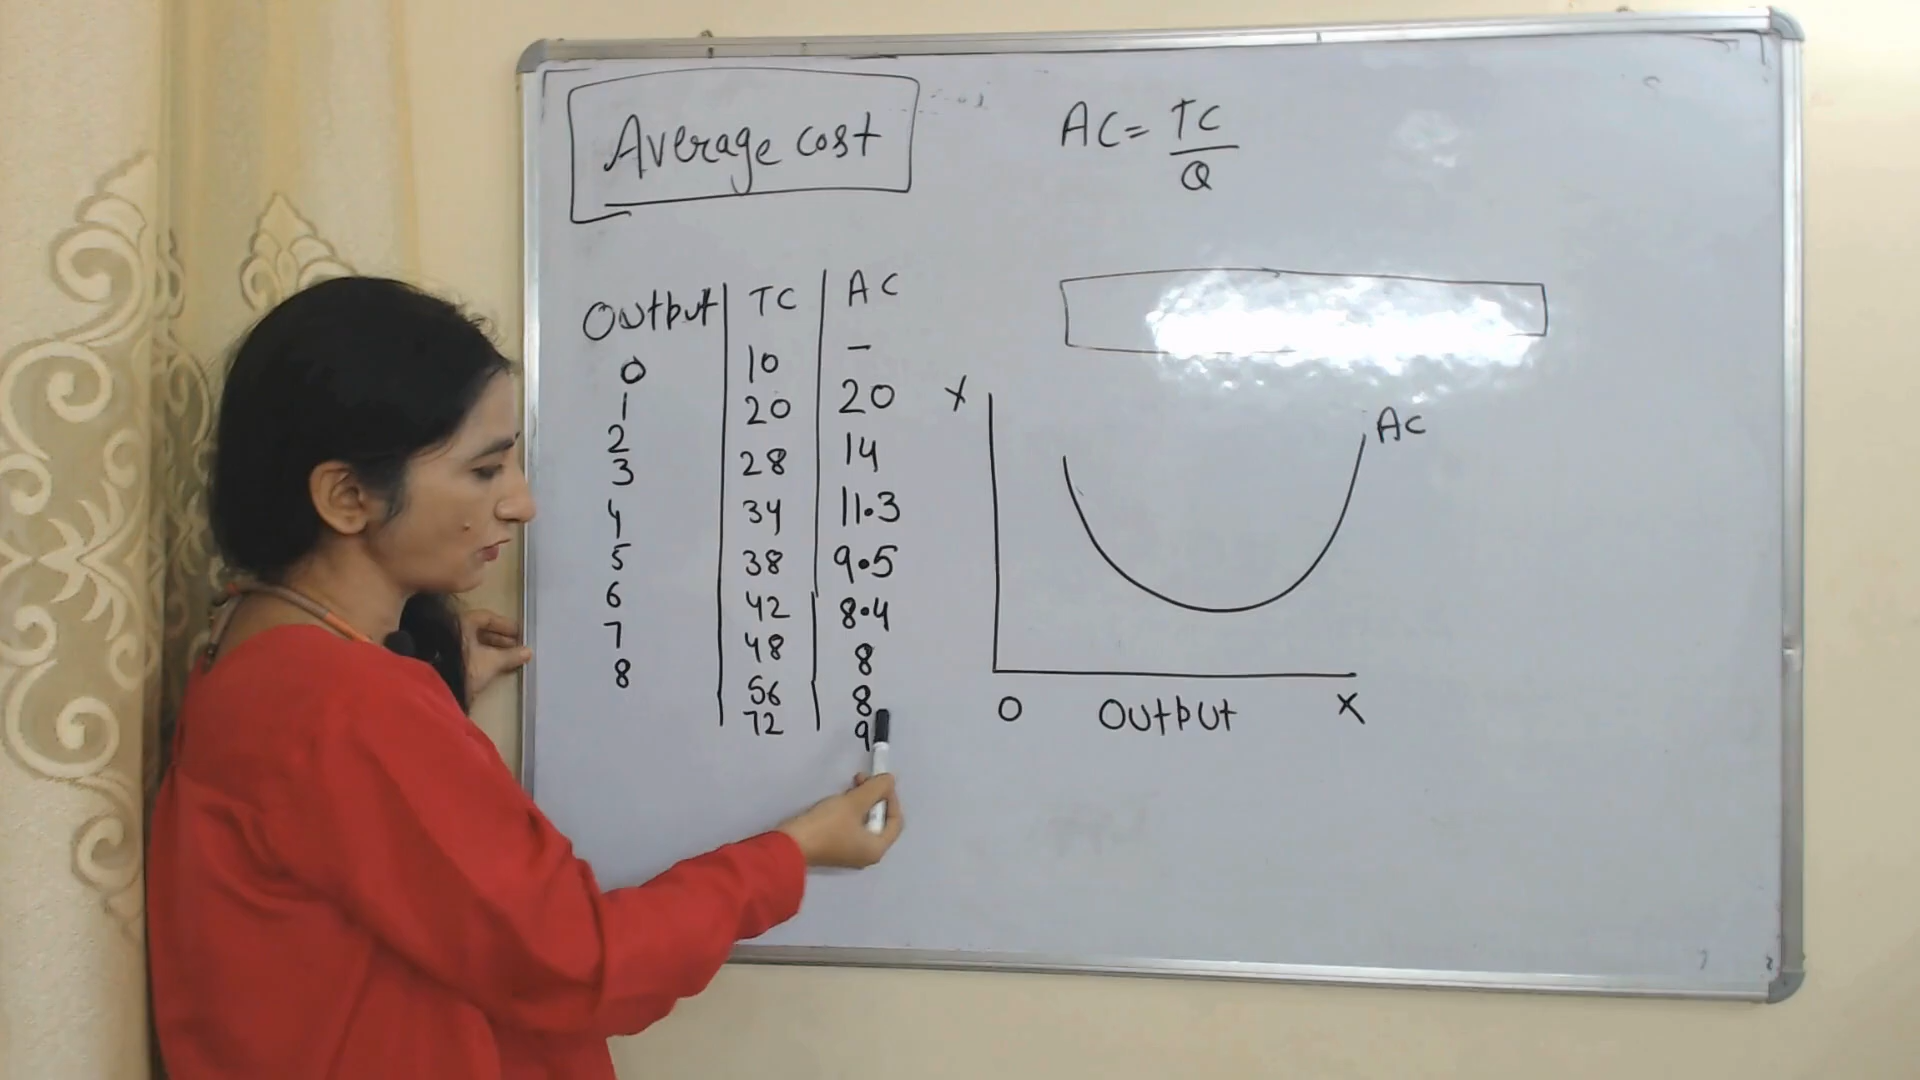 Average cost
AC = TC
Q
Output TC AC
0 10 –
1 20 20
2 28 14
3 34 11.3
4 38 9.5
5 42 8.4
6 48 8
7 56 8
8 72 9
AC
O Output X